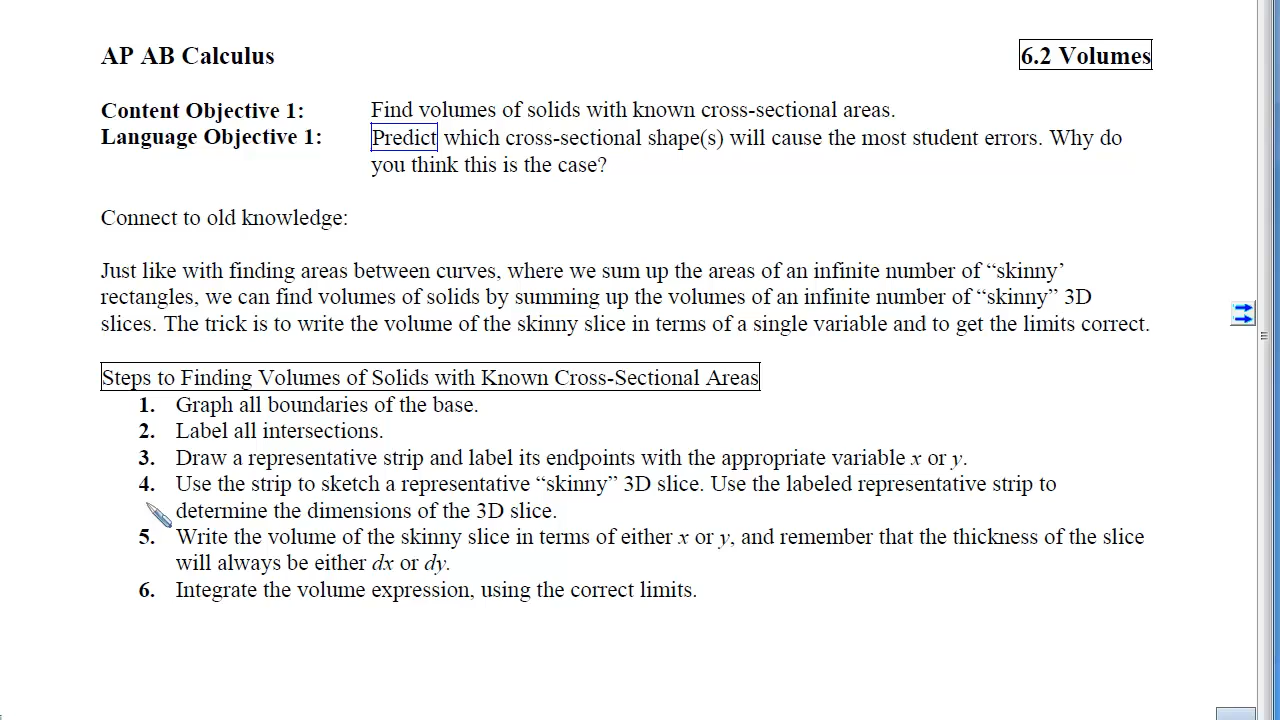 AP AB Calculus 6.2 Volumes
Content Objective 1: Find volumes of solids with known cross-sectional areas.
Language Objective 1: Predict which cross-sectional shape(s) will cause the most student errors. Why do
you think this is the case?
Connect to old knowledge:
Just like with finding areas between curves, where we sum up the areas of an infinite number of “skinny’
rectangles, we can find volumes of solids by summing up the volumes of an infinite number of “skinny” 3D
slices. The trick is to write the volume of the skinny slice in terms of a single variable and to get the limits correct.
Steps to Finding Volumes of Solids with Known Cross-Sectional Areas
1. Graph all boundaries of the base.
2. Label all intersections.
3. Draw a representative strip and label its endpoints with the appropriate variable x or y.
4. Use the strip to sketch a representative “skinny” 3D slice. Use the labeled representative strip to
determine the dimensions of the 3D slice.
5. Write the volume of the skinny slice in terms of either x or y, and remember that the thickness of the slice
will always be either dx or dy.
6. Integrate the volume expression, using the correct limits.